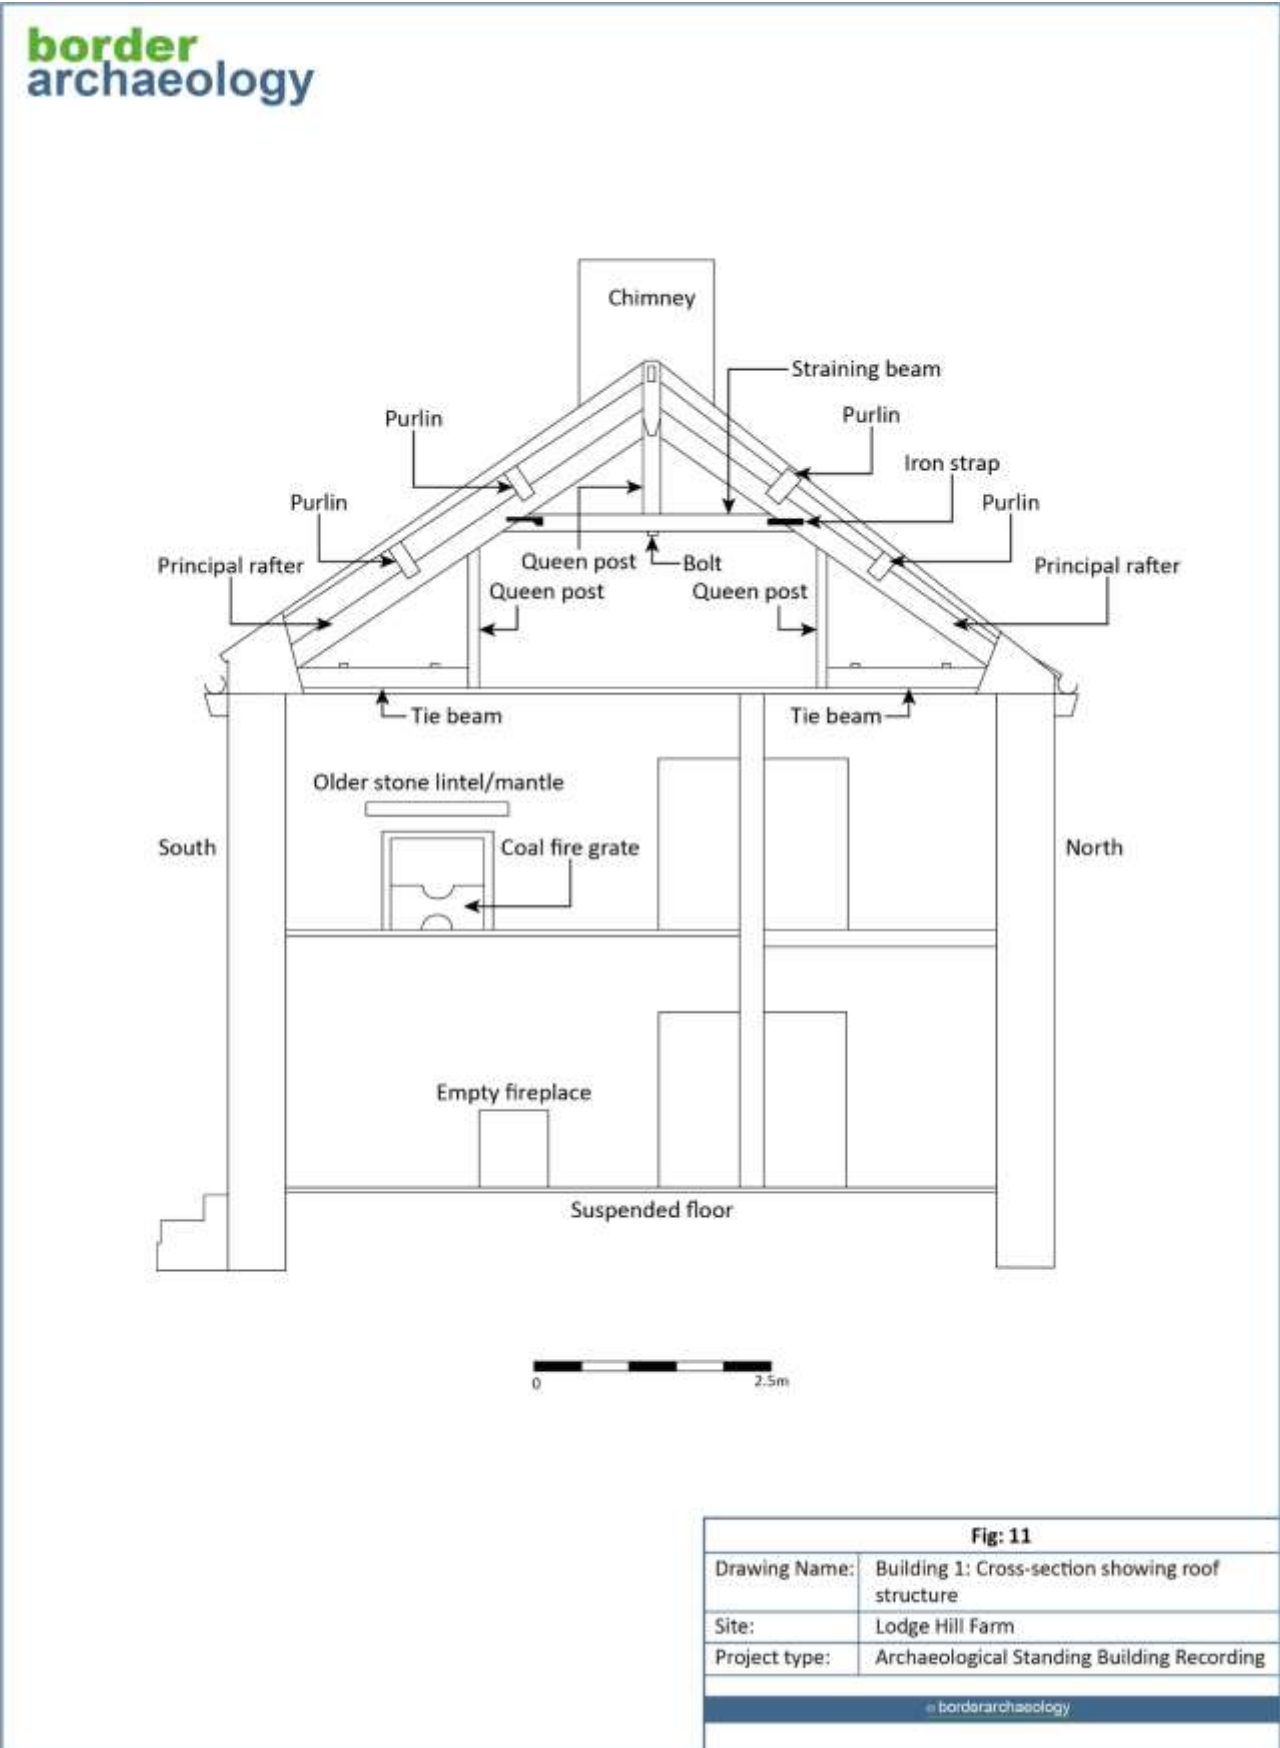 border
archaeology
Chimney
Straining beam
Purlin
Purlin
Iron strap
Purlin
Purlin
Principal rafter
Queen post
Bolt
Principal rafter
Queen post
Queen post
Tie beam
Tie beam
Older stone lintel/mantle
South
Coal fire grate
North
Empty fireplace
Suspended floor
0
2.5m
Fig: 11
Drawing Name: Building 1: Cross-section showing roof
structure
Site: Lodge Hill Farm
Project type: Archaeological Standing Building Recording
© borderarchaeology